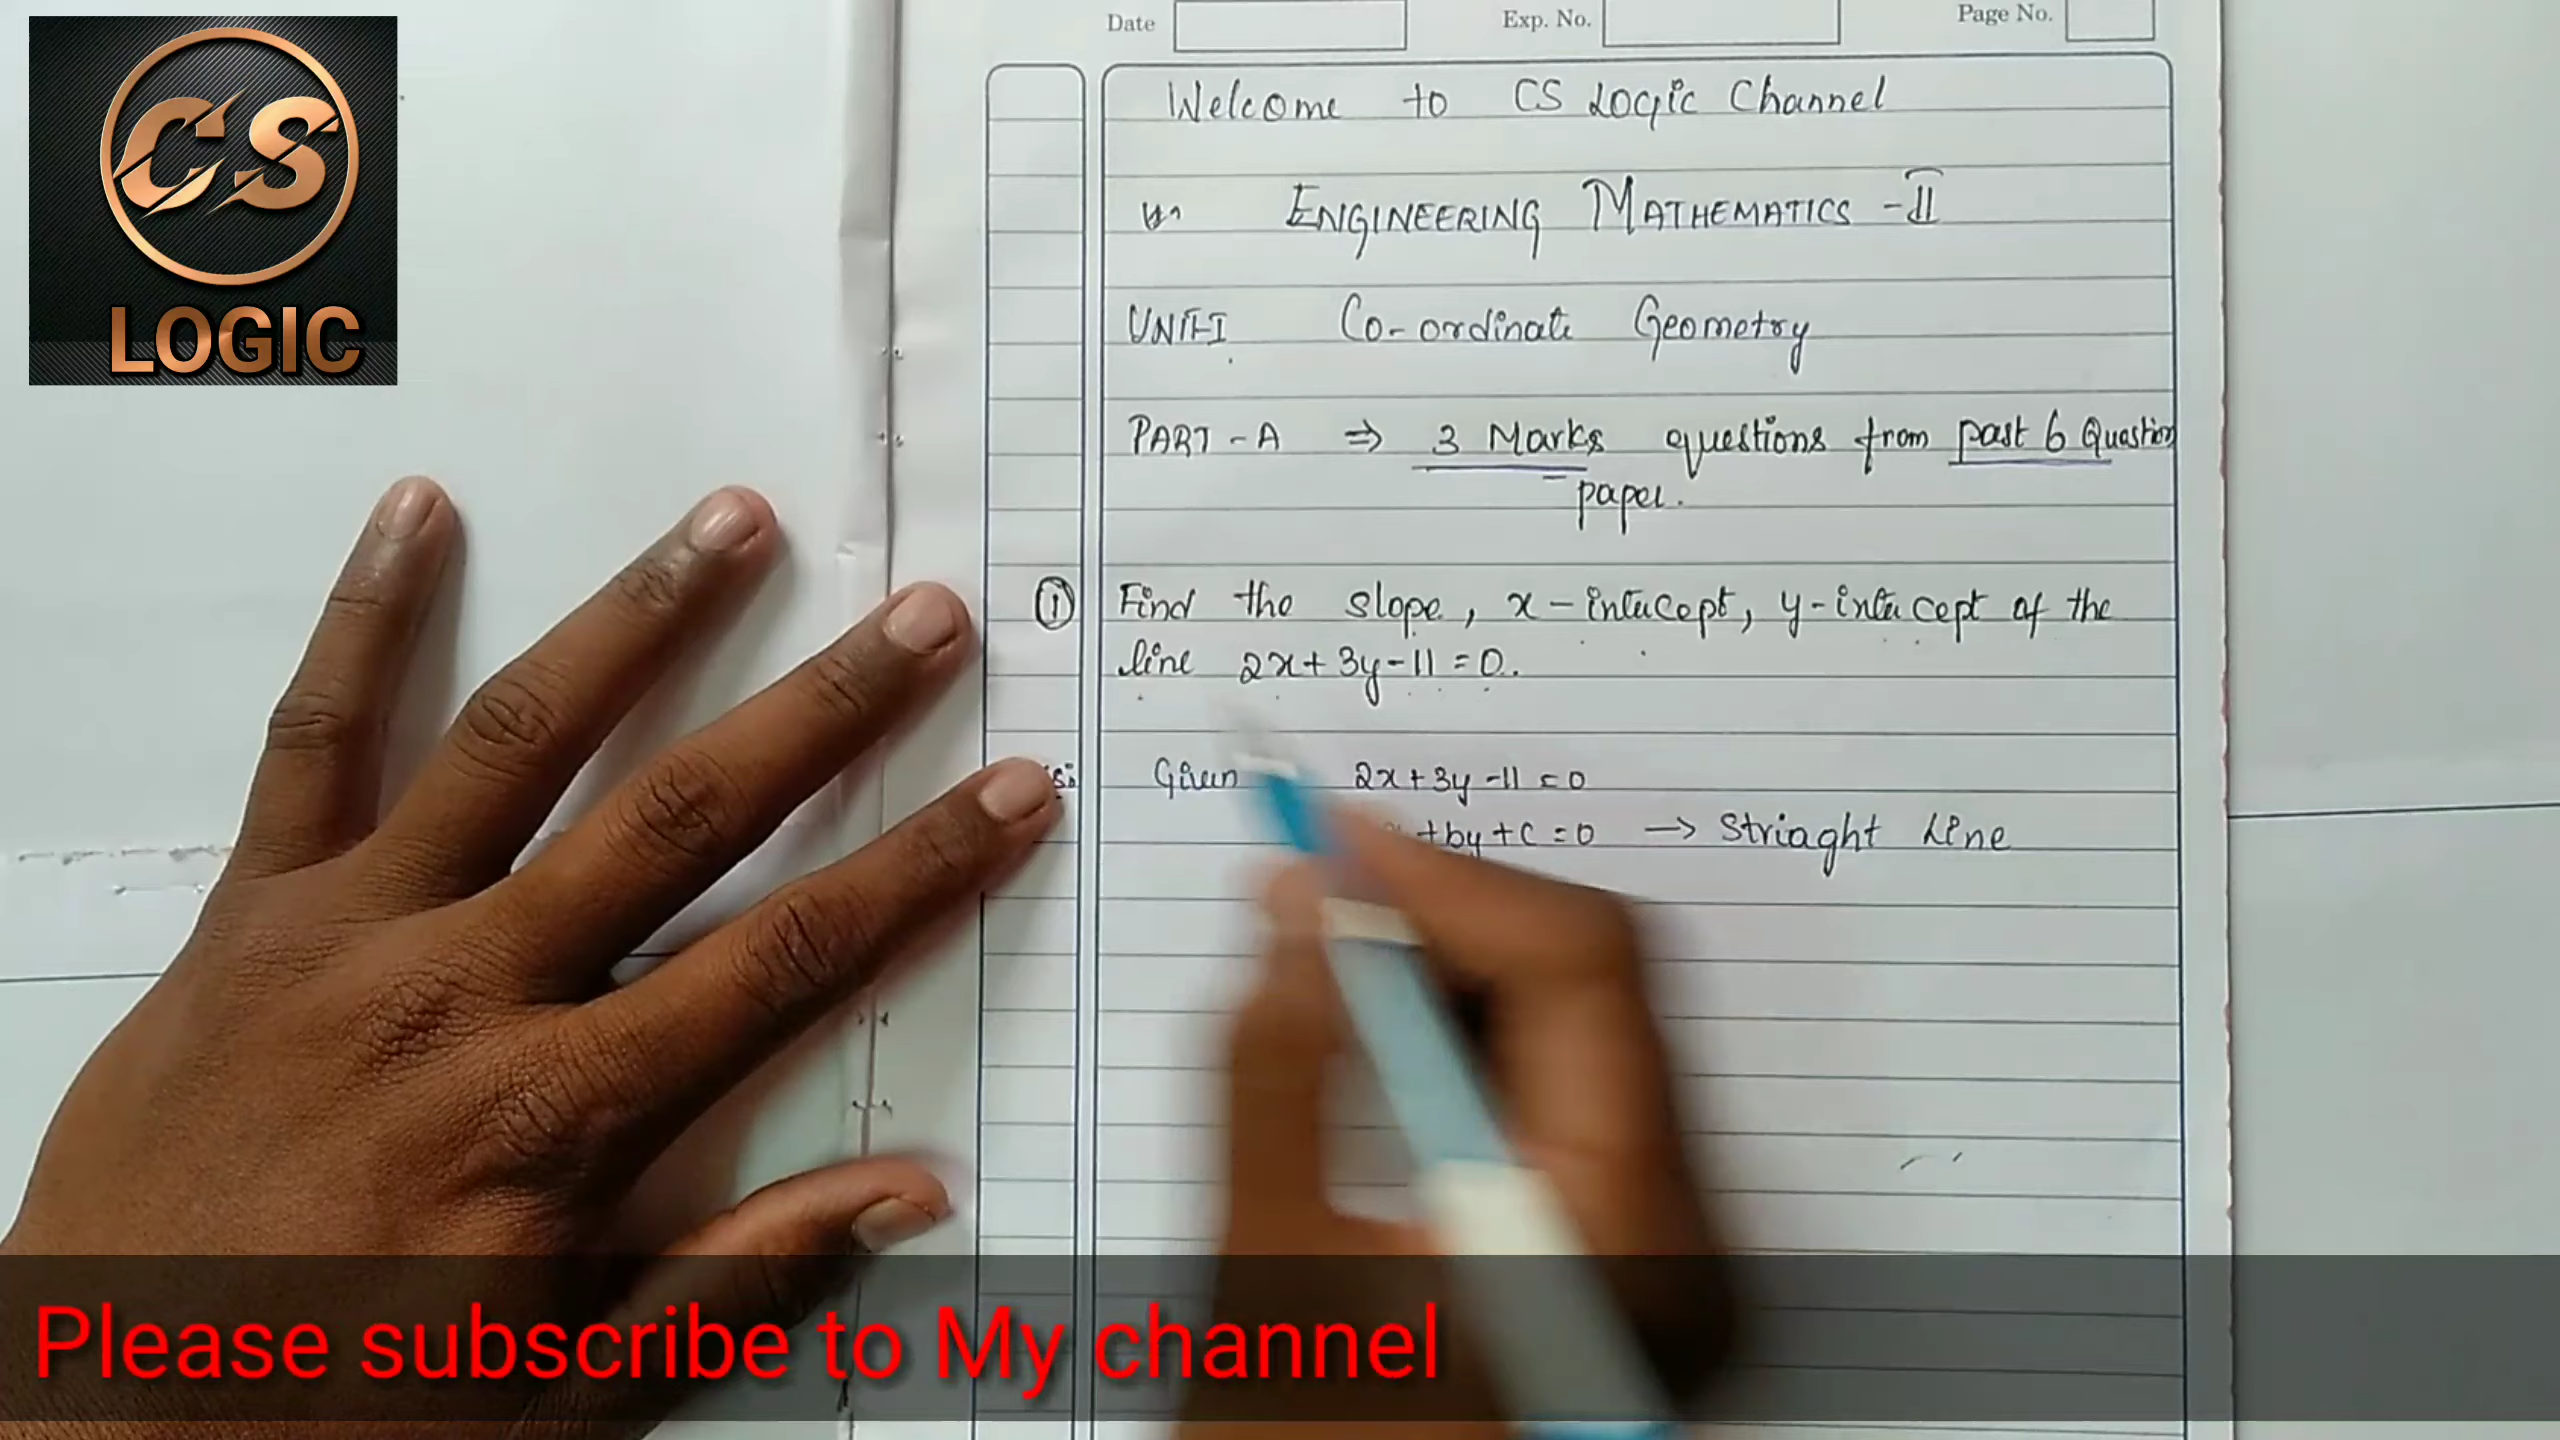 CS
LOGIC
Date Exp. No. Page No.
Welcome to CS LOGIC Channel
ENGINEERING MATHEMATICS - II
UNIT-I Co-ordinate Geometry
PART - A ⇒ 3 Marks questions from past 6 Question
paper.
① Find the slope, x - intercept, y - intercept of the
line 2x + 3y - 11 = 0.
Given 2x + 3y - 11 = 0
+ by + c = 0 → Striaght Line
Please subscribe to My channel